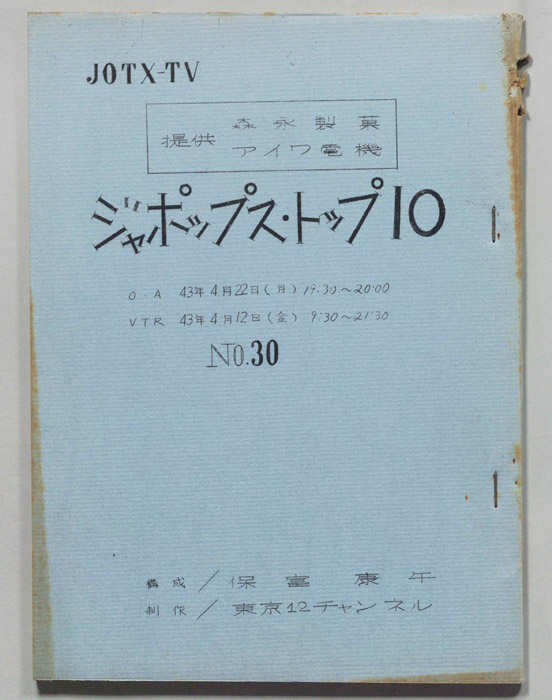 JOTX-TV
提供
森永製菓
アイワ電機
ジャポップス・トップ10
O.A 43年4月22日(月) 19:30~20:00
VTR 43年4月12日(金) 9:30~21:30
NO.30
構成/保富康午
制作/東京12チャンネル